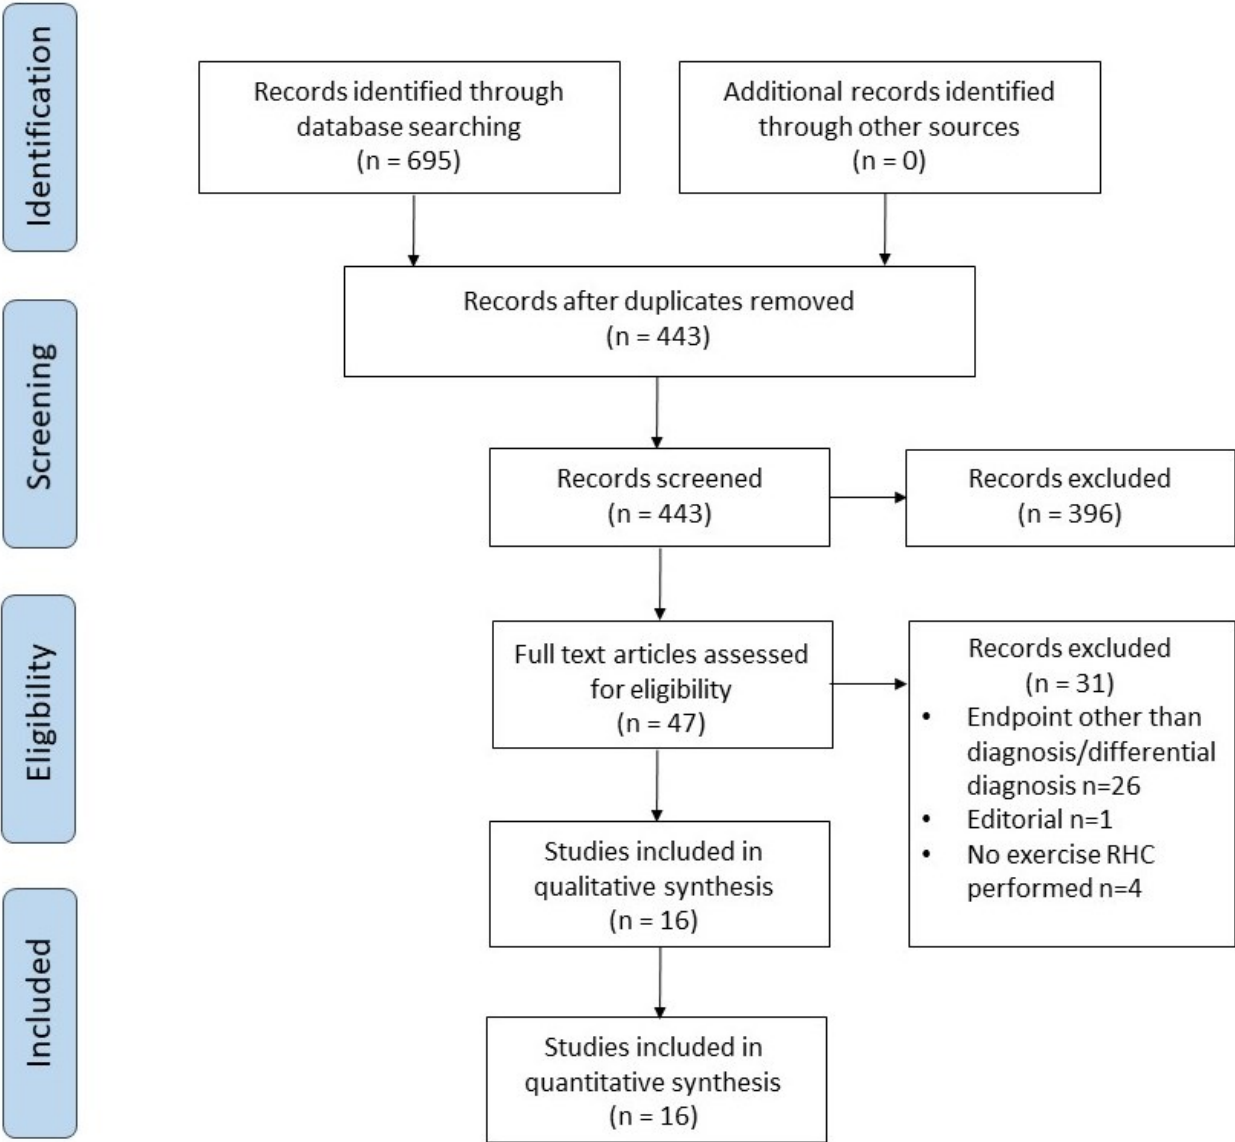 Identification
Records identified through
database searching
(n = 695)
Additional records identified
through other sources
(n = 0)
Records after duplicates removed
(n = 443)
Screening
Records screened
(n = 443)
Records excluded
(n = 396)
Eligibility
Full text articles assessed
for eligibility
(n = 47)
Records excluded
(n = 31)
• Endpoint other than
diagnosis/differential
diagnosis n=26
• Editorial n=1
• No exercise RHC
performed n=4
Studies included in
qualitative synthesis
(n = 16)
Included
Studies included in
quantitative synthesis
(n = 16)